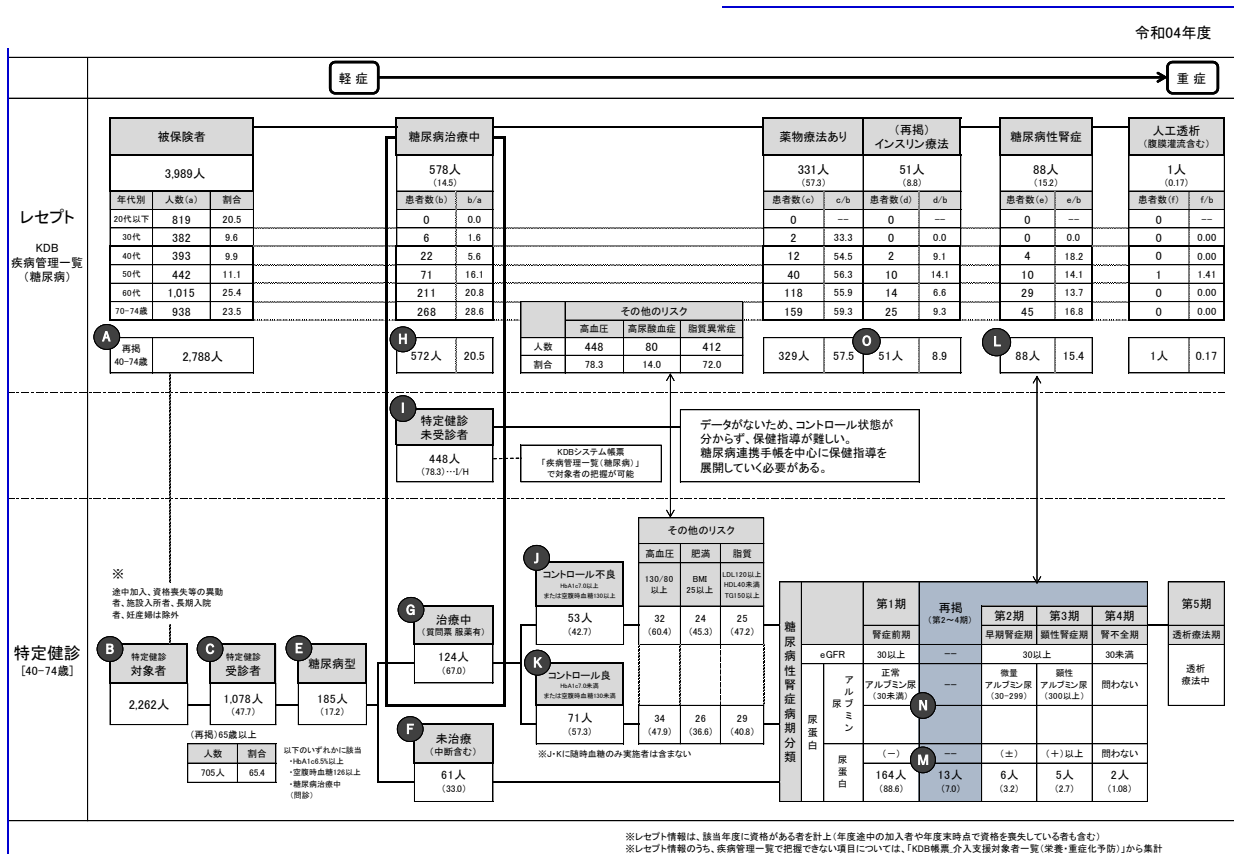 令和04年度
軽 症
重 症
レセプト
KDB
疾病管理一覧
(糖尿病)
被保険者
3,989人
年代別 人数(a) 割合
20代以下 819 20.5
30代 382 9.6
40代 393 9.9
50代 442 11.1
60代 1,015 25.4
70-74歳 938 23.5
A
再掲
40-74歳
2,788人
糖尿病治療中
578人
(14.5)
患者数(b) b/a
0 0.0
6 1.6
22 5.6
71 16.1
211 20.8
268 28.6
H
572人 20.5
その他のリスク
高血圧 高尿酸血症 脂質異常症
人数 448 80 412
割合 78.3 14.0 72.0
薬物療法あり
331人
(57.3)
患者数(c) c/b
0 --
2 33.3
12 54.5
40 56.3
118 55.9
159 59.3
329人 57.5
(再掲)
インスリン療法
51人
(8.8)
患者数(d) d/b
0 --
0 0.0
2 9.1
10 14.1
14 6.6
25 9.3
O
51人 8.9
糖尿病性腎症
88人
(15.2)
患者数(e) e/b
0 --
0 0.0
4 18.2
10 14.1
29 13.7
45 16.8
L
88人 15.4
人工透析
(腹膜灌流含む)
1人
(0.17)
患者数(f) f/b
0 --
0 0.00
0 0.00
1 1.41
0 0.00
0 0.00
1人 0.17
I
特定健診
未受診者
448人
(78.3)…I/H
KDBシステム帳票
「疾病管理一覧(糖尿病)」
で対象者の把握が可能
データがないため、コントロール状態が
分からず、保健指導が難しい。
糖尿病連携手帳を中心に保健指導を
展開していく必要がある。
特定健診
[40-74歳]
※
途中加入、資格喪失等の異動
者、施設入所者、長期入院
者、妊産婦は除外
B
特定健診
対象者
2,262人
C
特定健診
受診者
1,078人
(47.7)
(再掲)65歳以上
人数 割合
705人 65.4
E
糖尿病型
185人
(17.2)
以下のいずれかに該当
・HbA1c6.5%以上
・空腹時血糖126以上
・糖尿病治療中
(問診)
G
治療中
(質問票 服薬有)
124人
(67.0)
F
未治療
(中断含む)
61人
(33.0)
J
コントロール不良
HbA1c7.0以上
または空腹時血糖130以上
53人
(42.7)
K
コントロール良
HbA1c7.0未満
または空腹時血糖130未満
71人
(57.3)
※J・Kに随時血糖のみ実施者は含まない
その他のリスク
高血圧 肥満 脂質
130/80
以上
BMI
25以上
LDL120以上
HDL40未満
TG150以上
32 24 25
(60.4) (45.3) (47.2)
34 26 29
(47.9) (36.6) (40.8)
糖尿病性腎症病期分類
第1期
腎症前期
再掲
(第2～4期)
第2期 第3期 第4期
早期腎症期 顕性腎症期 腎不全期
第5期
透析療法期
eGFR 30以上 -- 30以上 30未満
尿蛋白
アルブミン尿
正常
アルブミン尿
(30未満)
--
微量
アルブミン尿
(30-299)
顕性
アルブミン尿
(300以上)
問わない
透析
療法中
N
尿蛋白
(－) -- (±) (+)以上 問わない
M
164人 13人 6人 5人 2人
(88.6) (7.0) (3.2) (2.7) (1.08)
※レセプト情報は、該当年度に資格がある者を計上(年度途中の加入者や年度末時点で資格を喪失している者も含む)
※レセプト情報のうち、疾病管理一覧で把握できない項目については、「KDB帳票_介入支援対象者一覧(栄養・重症化予防)」から集計